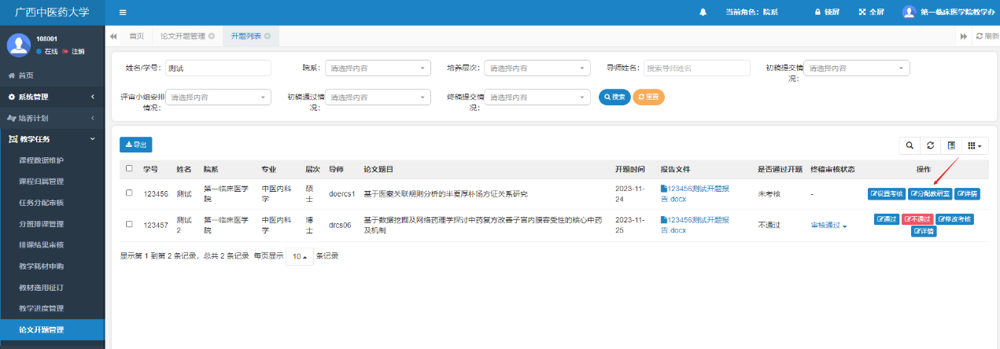 广西中医药大学
当前角色：院系
锁屏
全屏
第一临床医学院教学办
108001
在线 注销
首页
论文开题管理
开题列表
刷新
首页
系统管理
培养计划
教学任务
课程数据维护
课程归属管理
任务分配审核
分班排课管理
排课结果审核
教学耗材申购
教材选用征订
教学进度管理
论文开题管理
姓名/学号： 测试
院系： 请选择内容
培养层次： 请选择内容
导师姓名： 搜索导师姓名
初稿提交情况： 请选择内容
评审小组安排情况： 请选择内容
初稿通过情况： 请选择内容
终稿提交情况： 请选择内容
搜索 重置
导出
学号 姓名 院系 专业 层次 导师 论文题目 开题时间 报告文件 是否通过开题 终稿审核状态 操作
123456 测试 第一临床医学院 中医内科学 硕士 doercs1 基于医案关联规则分析的半夏厚朴汤方证关系研究 2023-11-24 123456测试开题报告.docx 未考核 - 设置考核 分配教研室 详情
123457 测试2 第一临床医学院 中医内科学 博士 drcs06 基于数据挖掘及网络药理学探讨中药复方改善子宫内膜容受性的核心中药及机制 2023-11-25 123456测试开题报告.docx 不通过 审核通过 通过 不通过 修改考核 详情
显示第 1 到第 2 条记录，总共 2 条记录 每页显示 10 条记录